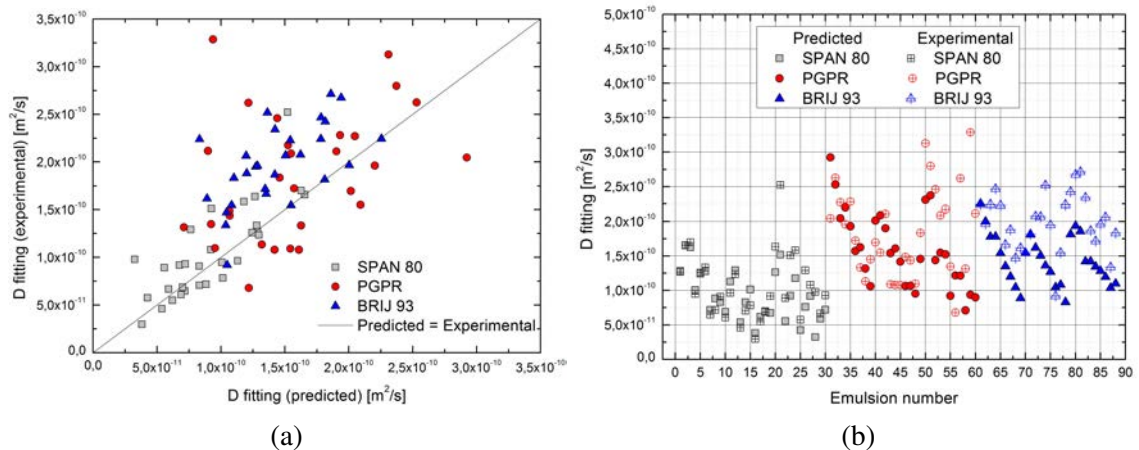 3,5x10⁻¹⁰
3,0x10⁻¹⁰
2,5x10⁻¹⁰
2,0x10⁻¹⁰
1,5x10⁻¹⁰
1,0x10⁻¹⁰
5,0x10⁻¹¹
0,0
D fitting (experimental) [m²/s]
SPAN 80
PGPR
BRIJ 93
Predicted = Experimental
0,0 5,0x10⁻¹¹ 1,0x10⁻¹⁰ 1,5x10⁻¹⁰ 2,0x10⁻¹⁰ 2,5x10⁻¹⁰ 3,0x10⁻¹⁰ 3,5x10⁻¹⁰
D fitting (predicted) [m²/s]
(a)
5,0x10⁻¹⁰
4,5x10⁻¹⁰
4,0x10⁻¹⁰
3,5x10⁻¹⁰
3,0x10⁻¹⁰
2,5x10⁻¹⁰
2,0x10⁻¹⁰
1,5x10⁻¹⁰
1,0x10⁻¹⁰
5,0x10⁻¹¹
0,0
D fitting [m²/s]
Predicted Experimental
SPAN 80 SPAN 80
PGPR PGPR
BRIJ 93 BRIJ 93
0 5 10 15 20 25 30 35 40 45 50 55 60 65 70 75 80 85 90
Emulsion number
(b)